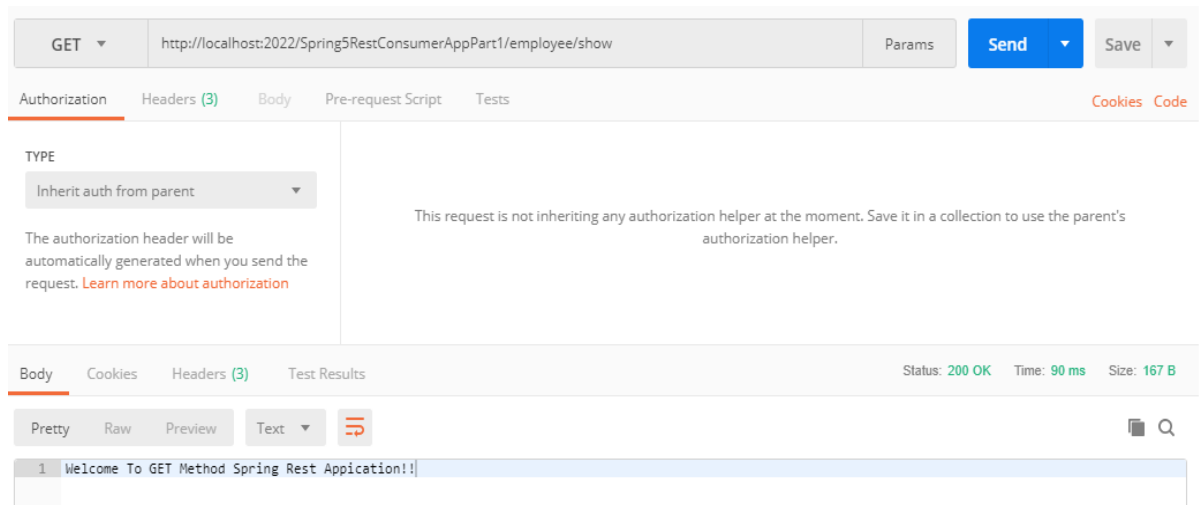 GET http://localhost:2022/Spring5RestConsumerAppPart1/employee/show Params Send Save
Authorization Headers (3) Body Pre-request Script Tests Cookies Code
TYPE
Inherit auth from parent
The authorization header will be
automatically generated when you send the
request. Learn more about authorization
This request is not inheriting any authorization helper at the moment. Save it in a collection to use the parent's
authorization helper.
Body Cookies Headers (3) Test Results Status: 200 OK Time: 90 ms Size: 167 B
Pretty Raw Preview Text
1 Welcome To GET Method Spring Rest Appication!!